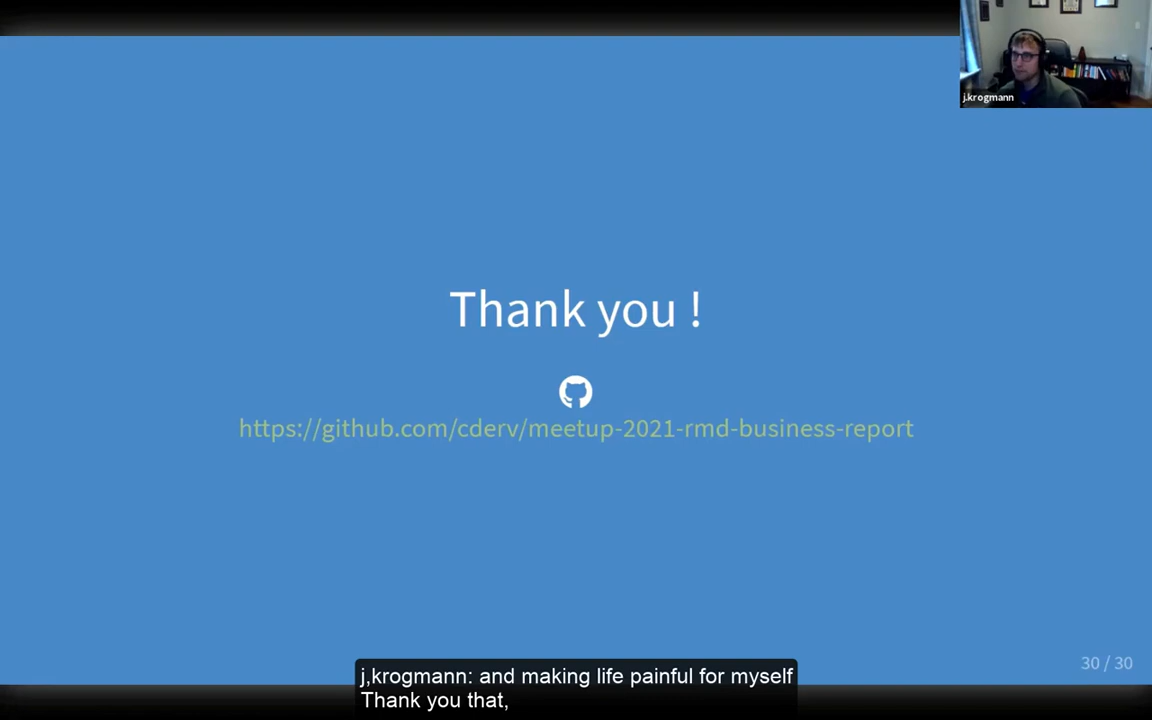 j.krogmann
Thank you !
https://github.com/cderv/meetup-2021-rmd-business-report
30 / 30
j,krogmann: and making life painful for myself
Thank you that,